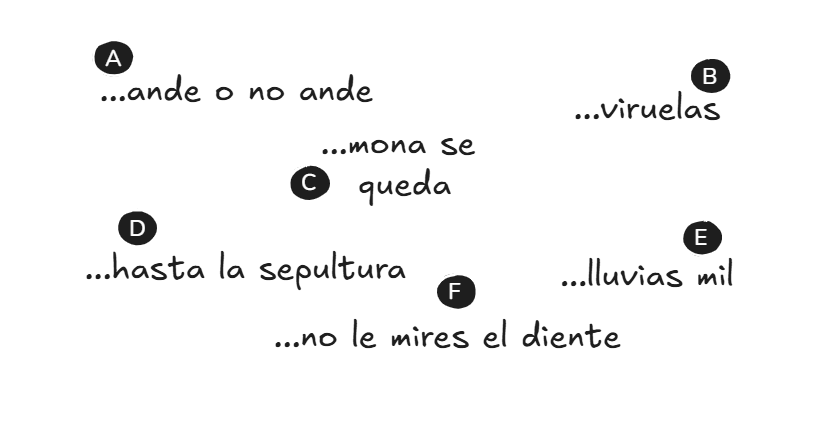 A
...ande o no ande
B
...viruelas
...mona se
C queda
D
...hasta la sepultura
E
...lluvias mil
F
...no le mires el diente